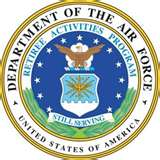 DEPARTMENT OF THE AIR FORCE
RETIREE ACTIVITIES PROGRAM
STILL SERVING
UNITED STATES OF AMERICA